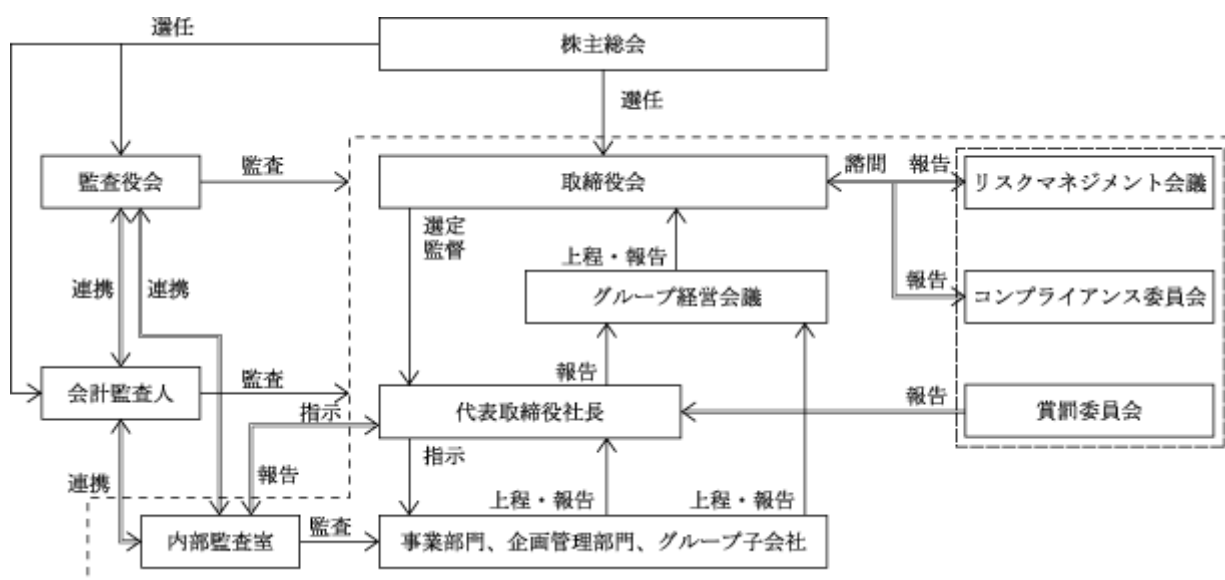 選任
株主総会
選任
監査役会
監査
取締役会
諮問 報告
リスクマネジメント会議
選定
監督
上程・報告
連携
連携
グループ経営会議
報告
コンプライアンス委員会
会計監査人
監査
報告
代表取締役社長
報告
賞罰委員会
指示
指示
報告
連携
上程・報告
上程・報告
内部監査室
監査
事業部門、企画管理部門、グループ子会社